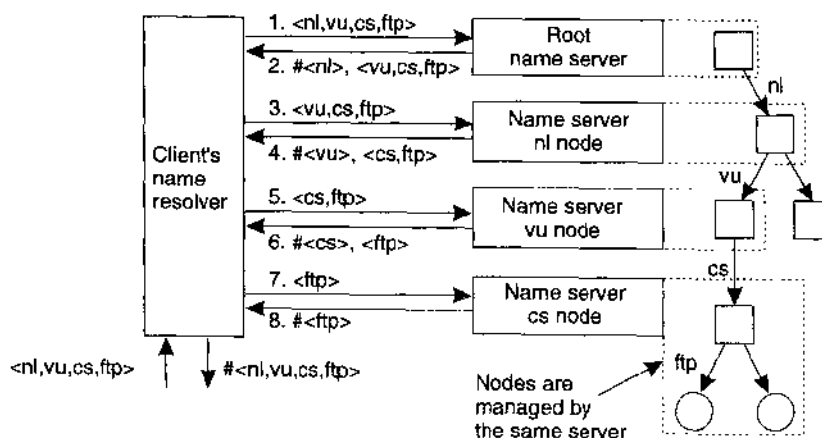 1. <nl,vu,cs,ftp>
Root
name server
2. #<nl>, <vu,cs,ftp>
nl
3. <vu,cs,ftp>
Name server
nl node
4. #<vu>, <cs,ftp>
Client's
name
resolver
vu
5. <cs,ftp>
Name server
vu node
6. #<cs>, <ftp>
cs
7. <ftp>
Name server
cs node
8. #<ftp>
<nl,vu,cs,ftp>
#<nl,vu,cs,ftp>
ftp
Nodes are
managed by
the same server